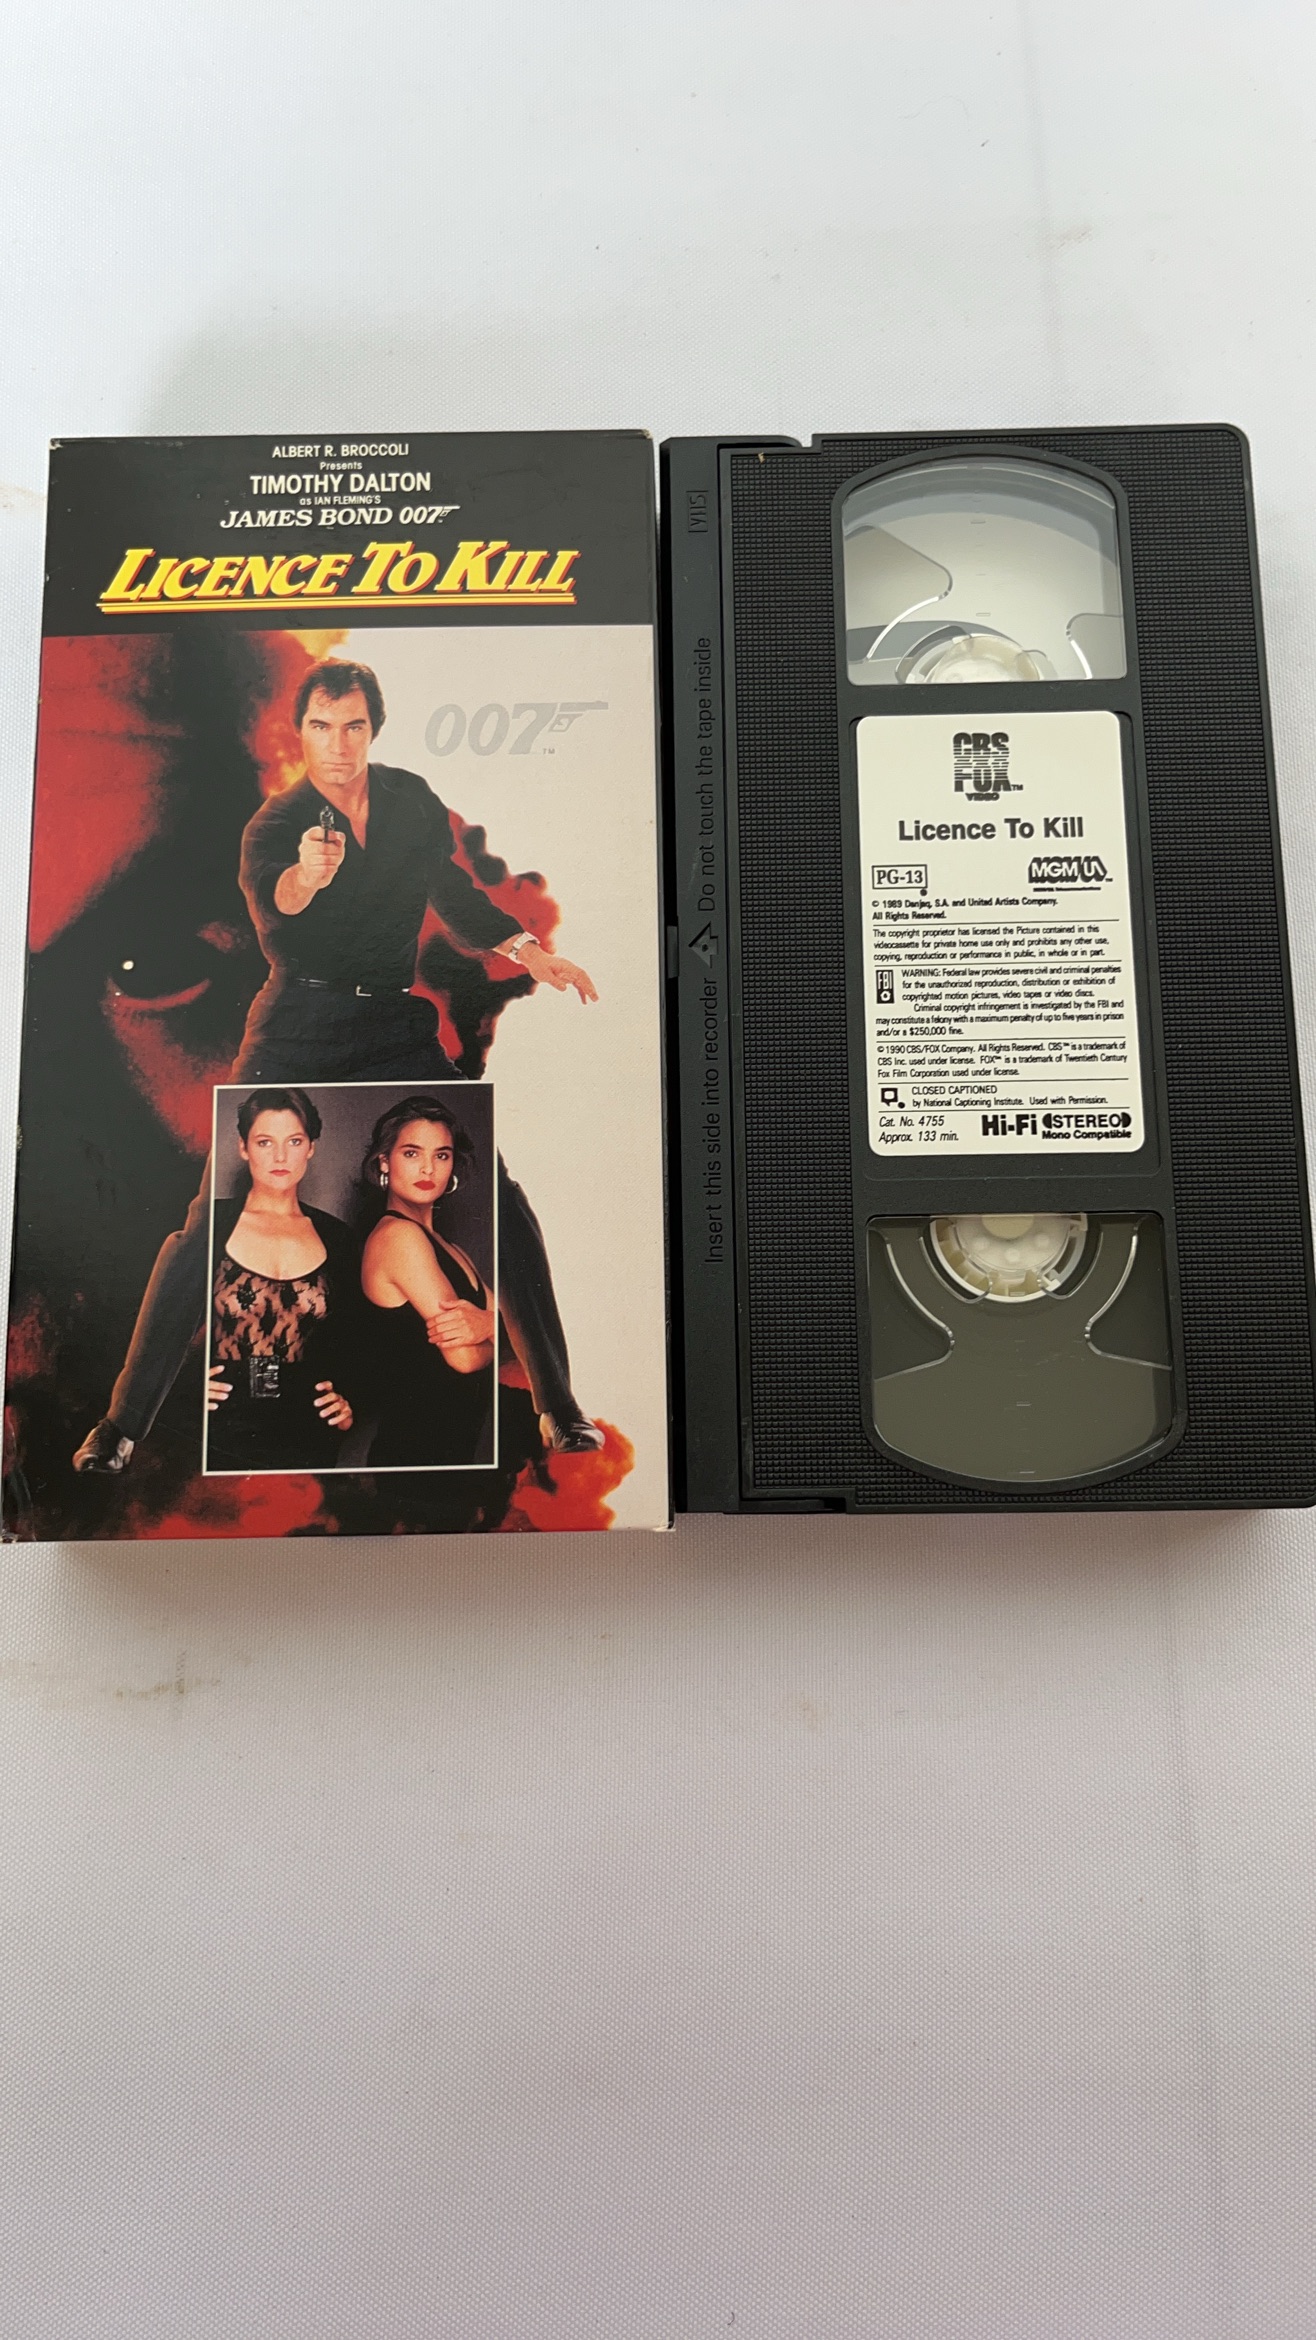 ALBERT R. BROCCOLI
Presents
TIMOTHY DALTON
as IAN FLEMING'S
JAMES BOND 007™
LICENCE TO KILL
007™
VHS
Insert this side into recorder Do not touch the tape inside
CBS
FOX™
VIDEO
Licence To Kill
PG-13
MGM/UA™
© 1989 Danjaq, S.A. and United Artists Company.
All Rights Reserved.
The copyright proprietor has licensed the Picture contained in this
videocassette for private home use only and prohibits any other use,
copying, reproduction or performance in public, in whole or in part.
FBI
WARNING: Federal law provides severe civil and criminal penalties
for the unauthorized reproduction, distribution or exhibition of
copyrighted motion pictures, video tapes or video discs.
Criminal copyright infringement is investigated by the FBI and
may constitute a felony with a maximum penalty of up to five years in prison
and/or a $250,000 fine.
© 1990 CBS/FOX Company. All Rights Reserved. CBS™ is a trademark of
CBS Inc. used under license. FOX™ is a trademark of Twentieth Century
Fox Film Corporation used under license.
CLOSED CAPTIONED
by National Captioning Institute. Used with Permission.
Cat. No. 4755
Approx. 133 min.
Hi-Fi STEREO
Mono Compatible